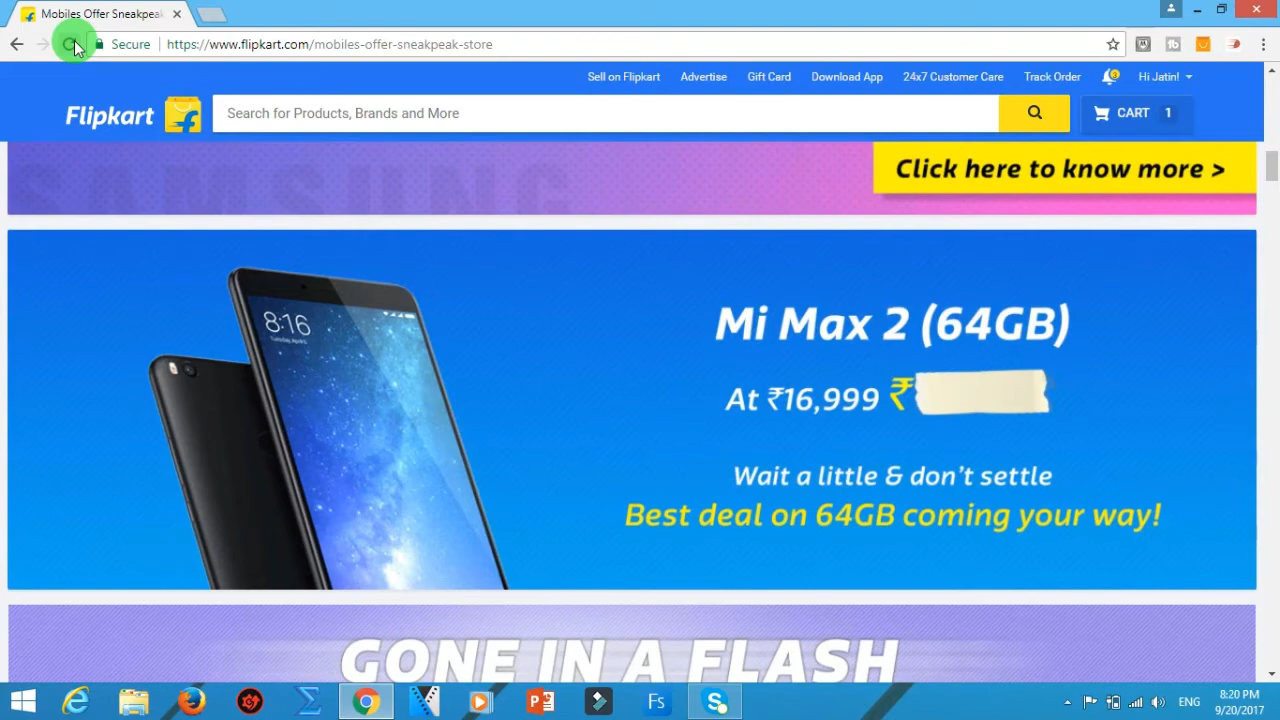 Mobiles Offer Sneakpea
Secure
https://www.flipkart.com/mobiles-offer-sneakpeak-store
Sell on Flipkart Advertise Gift Card Download App 24x7 Customer Care Track Order Hi Jatin!
Flipkart
Search for Products, Brands and More
CART 1
SAMSUNG
Click here to know more >
8:16
Mi Max 2 (64GB)
At ₹16,999 ₹
Wait a little & don't settle
Best deal on 64GB coming your way!
GONE IN A FLASH
Fs
ENG
8:20 PM
9/20/2017